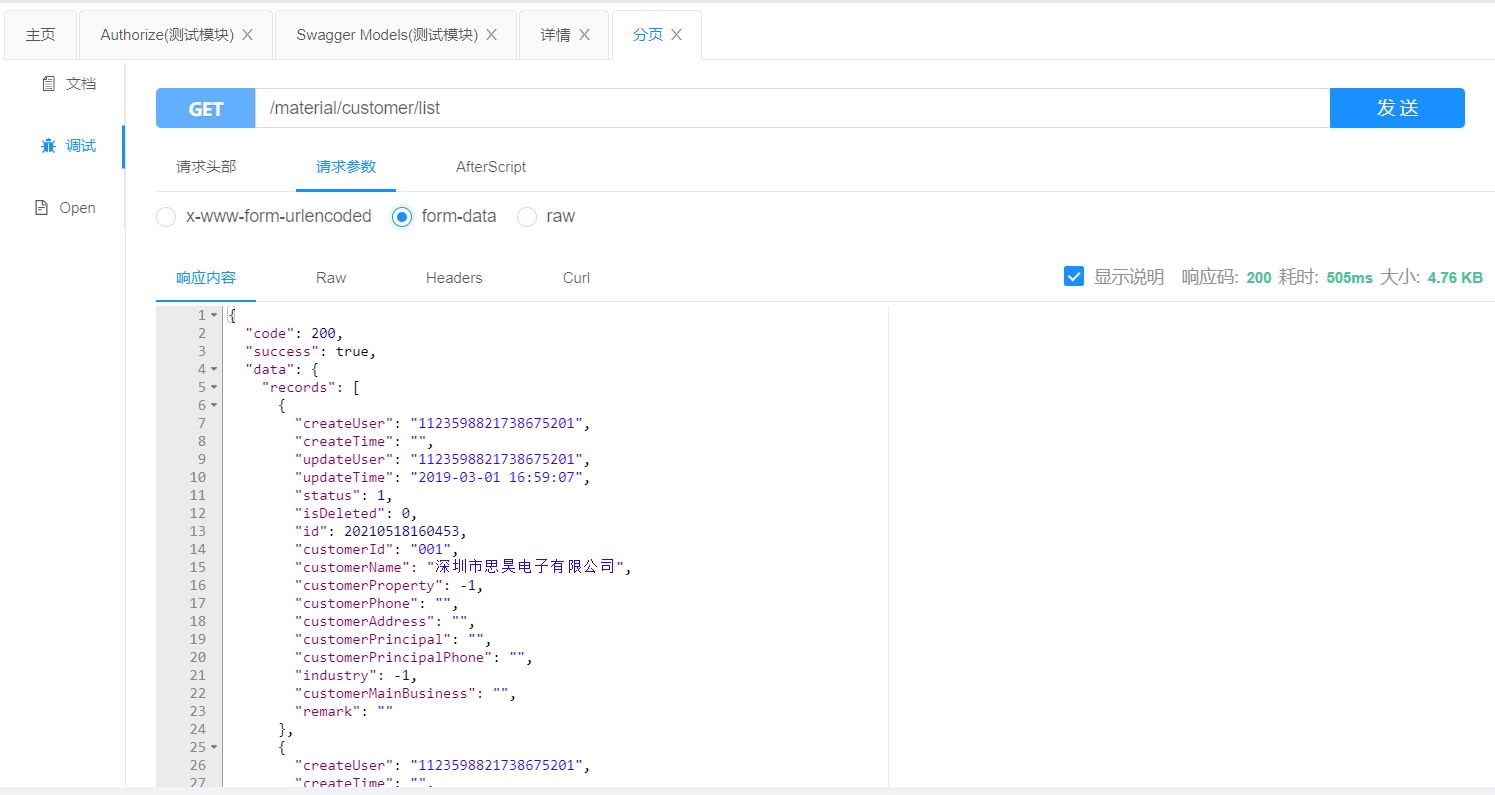 主页 Authorize(测试模块) Swagger Models(测试模块) 详情 分页
文档
调试
Open
GET /material/customer/list 发送
请求头部 请求参数 AfterScript
x-www-form-urlencoded form-data raw
响应内容 Raw Headers Curl 显示说明 响应码: 200 耗时: 505ms 大小: 4.76 KB
1 {
2 "code": 200,
3 "success": true,
4 "data": {
5 "records": [
6 {
7 "createUser": "1123598821738675201",
8 "createTime": "",
9 "updateUser": "1123598821738675201",
10 "updateTime": "2019-03-01 16:59:07",
11 "status": 1,
12 "isDeleted": 0,
13 "id": 20210518160453,
14 "customerId": "001",
15 "customerName": "深圳市思昊电子有限公司",
16 "customerProperty": -1,
17 "customerPhone": "",
18 "customerAddress": "",
19 "customerPrincipal": "",
20 "customerPrincipalPhone": "",
21 "industry": -1,
22 "customerMainBusiness": "",
23 "remark": ""
24 },
25 {
26 "createUser": "1123598821738675201",
27 "createTime": "",